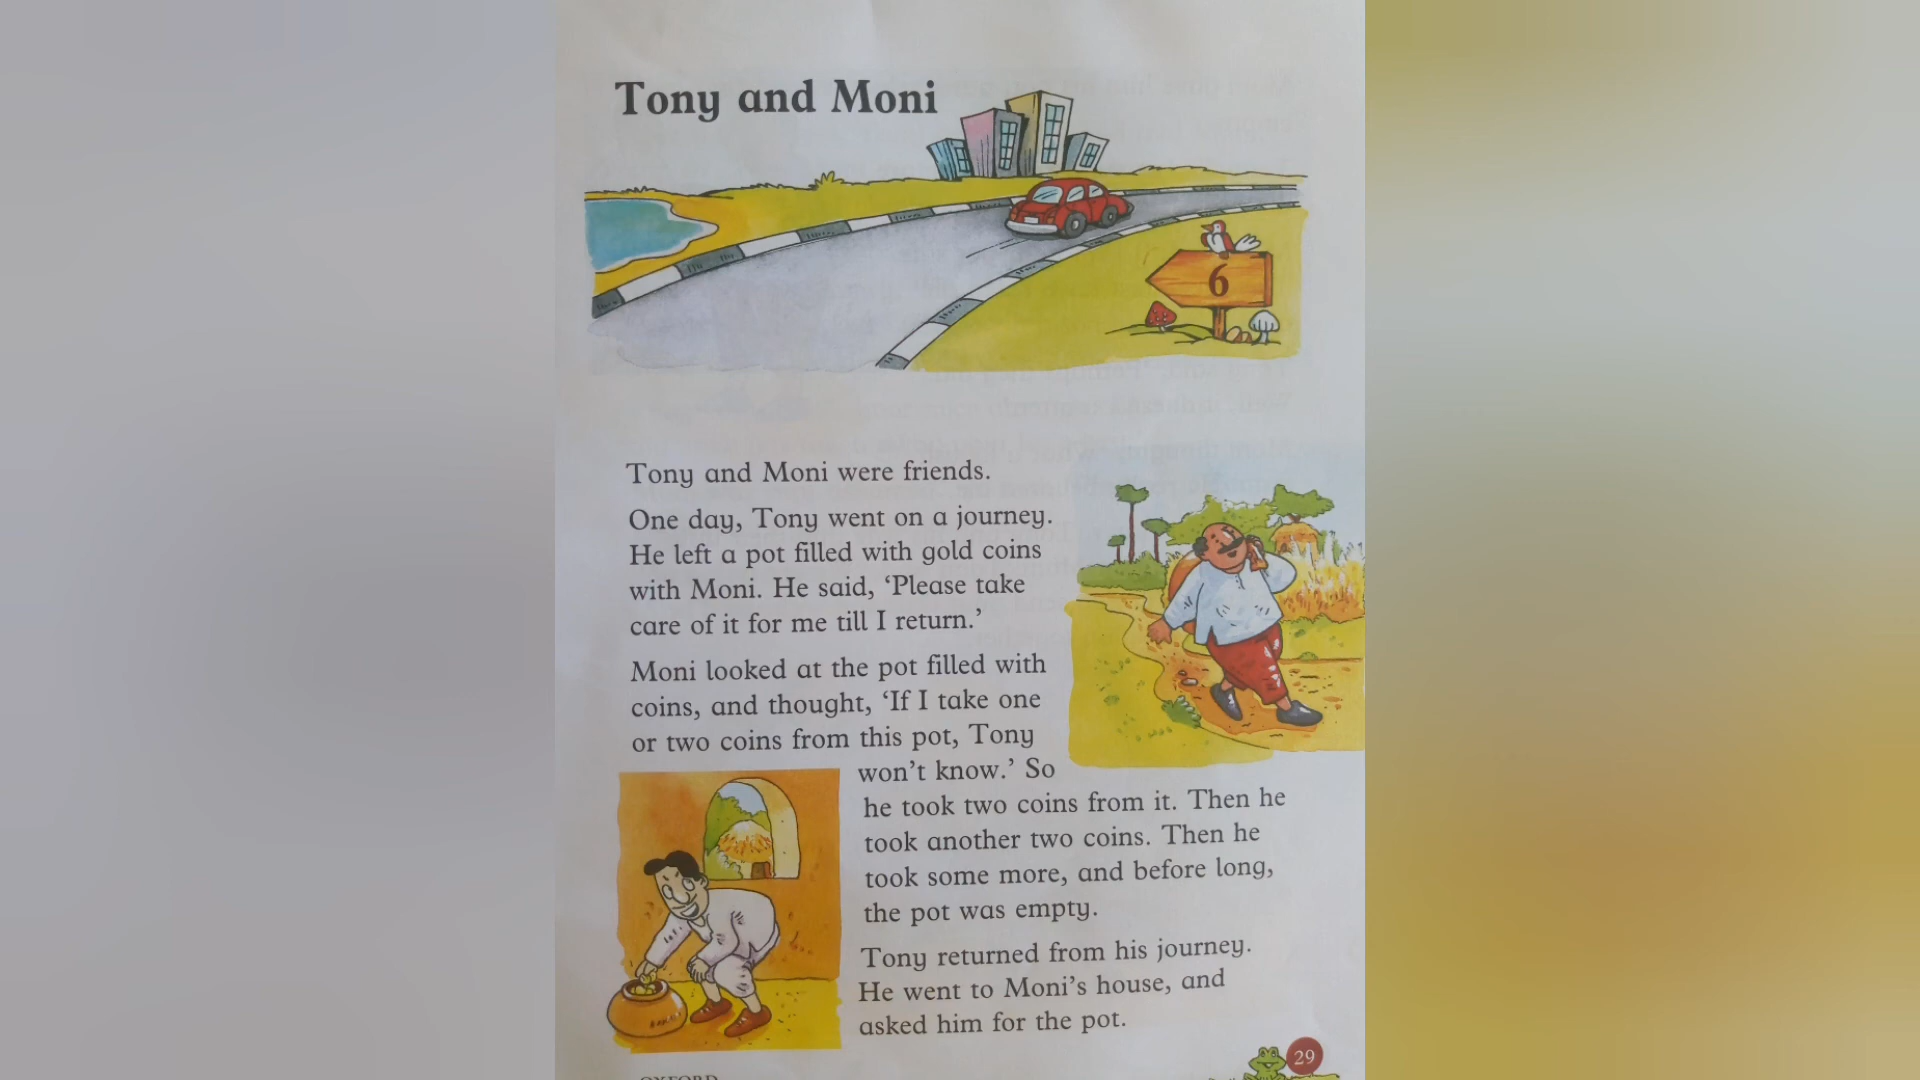 Tony and Moni
6
Tony and Moni were friends.
One day, Tony went on a journey.
He left a pot filled with gold coins
with Moni. He said, ‘Please take
care of it for me till I return.’
Moni looked at the pot filled with
coins, and thought, ‘If I take one
or two coins from this pot, Tony
won’t know.’ So
he took two coins from it. Then he
took another two coins. Then he
took some more, and before long,
the pot was empty.
Tony returned from his journey.
He went to Moni’s house, and
asked him for the pot.
29
OXFORD